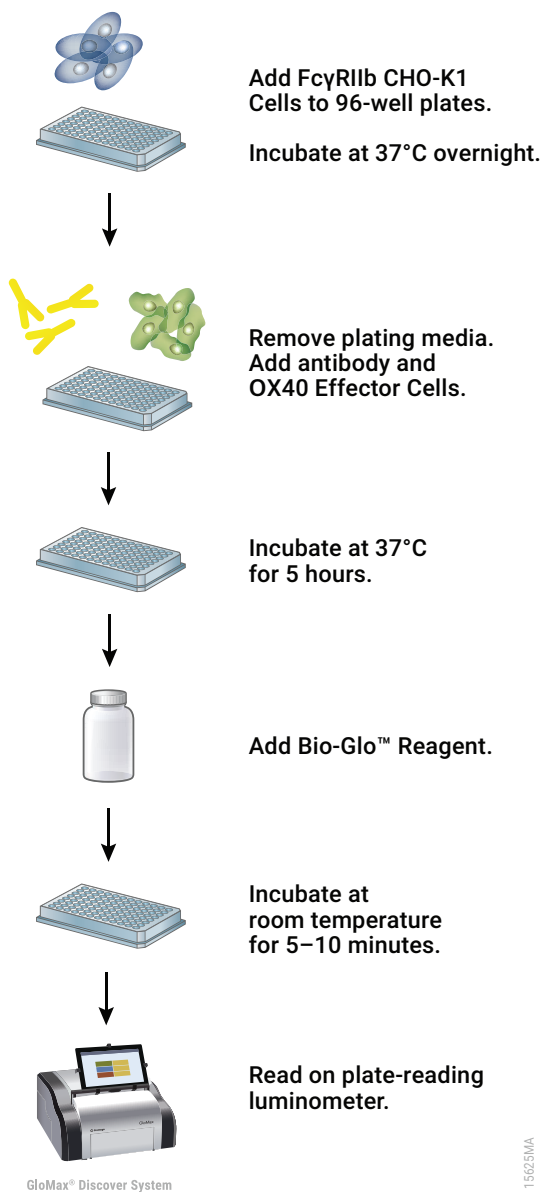 Add FcγRIIb CHO-K1
Cells to 96-well plates.
Incubate at 37°C overnight.
Remove plating media.
Add antibody and
OX40 Effector Cells.
Incubate at 37°C
for 5 hours.
Add Bio-Glo™ Reagent.
Incubate at
room temperature
for 5–10 minutes.
Read on plate-reading
luminometer.
GloMax
GloMax® Discover System
15625MA